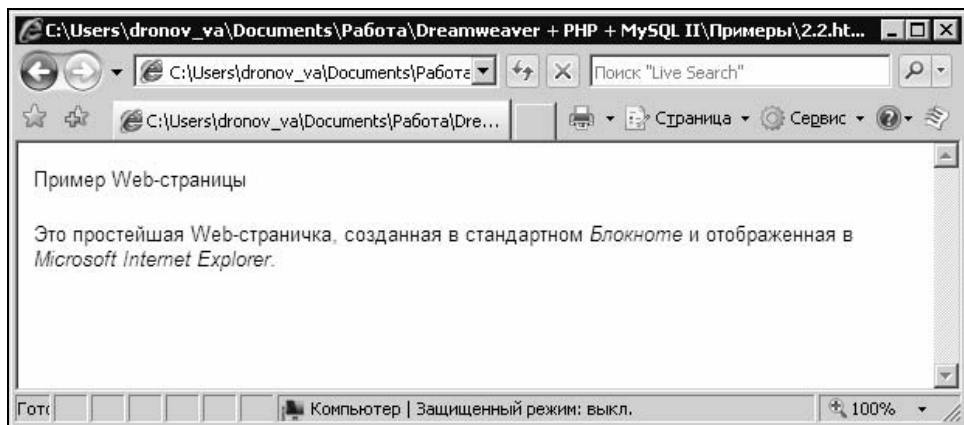 C:\Users\dronov_va\Documents\Работа\Dreamweaver + PHP + MySQL II\Примеры\2.2.ht...
C:\Users\dronov_va\Documents\Работа
Поиск "Live Search"
C:\Users\dronov_va\Documents\Работа\Dre...
Страница
Сервис
Пример Web-страницы
Это простейшая Web-страничка, созданная в стандартном Блокноте и отображенная в
Microsoft Internet Explorer.
Гото
Компьютер | Защищенный режим: выкл.
100%